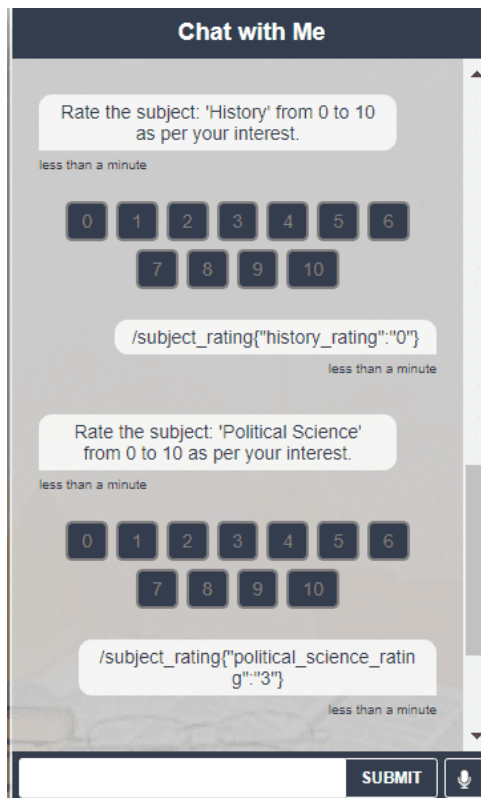 Chat with Me
Rate the subject: 'History' from 0 to 10
as per your interest.
less than a minute
0 1 2 3 4 5 6
7 8 9 10
/subject_rating{"history_rating":"0"}
less than a minute
Rate the subject: 'Political Science'
from 0 to 10 as per your interest.
less than a minute
0 1 2 3 4 5 6
7 8 9 10
/subject_rating{"political_science_ratin
g":"3"}
less than a minute
SUBMIT